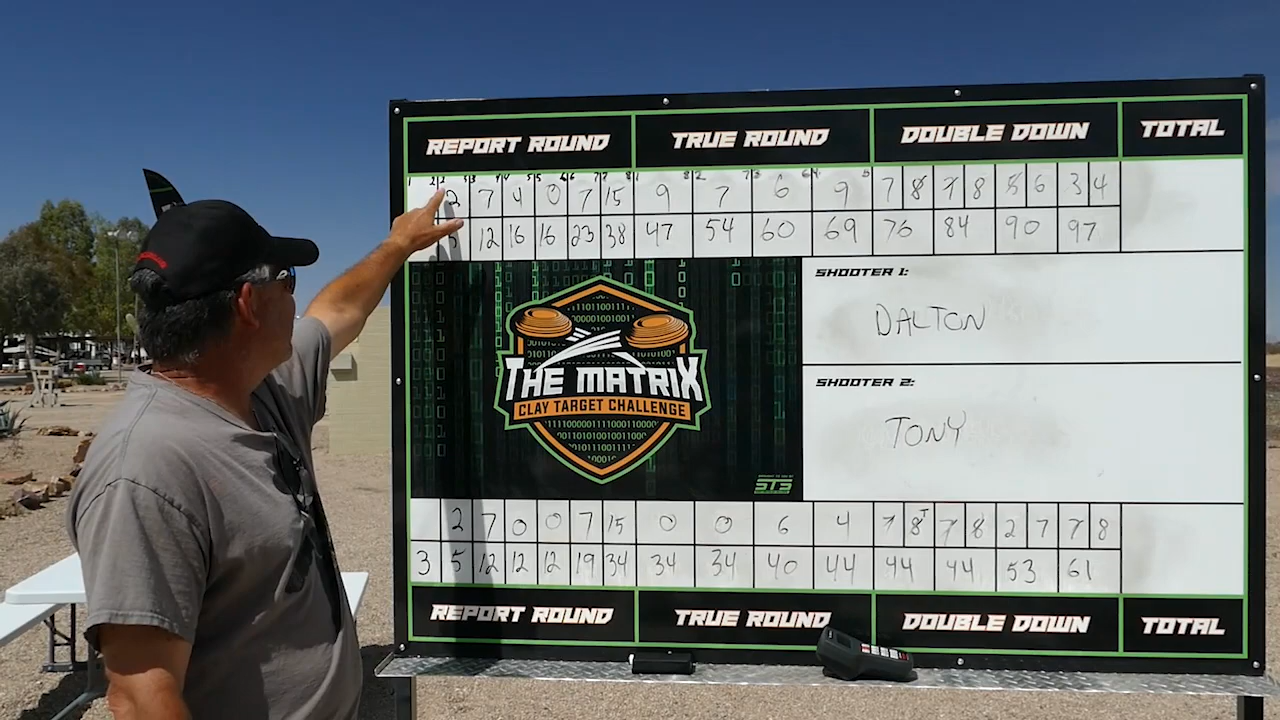 REPORT ROUND TRUE ROUND DOUBLE DOWN TOTAL
2 7 4 0 7 15 9 7 6 9 7 8 7 8 5 6 3 4
5 12 16 16 23 38 47 54 60 69 76 84 90 97
SHOOTER 1:
DALTON
THE MATRIX
CLAY TARGET CHALLENGE
SHOOTER 2:
TONY
STS
2 7 0 0 7 15 0 0 6 4 7 8 7 8 2 7 7 8
3 5 12 12 12 19 34 34 34 40 44 44 44 53 61
REPORT ROUND TRUE ROUND DOUBLE DOWN TOTAL